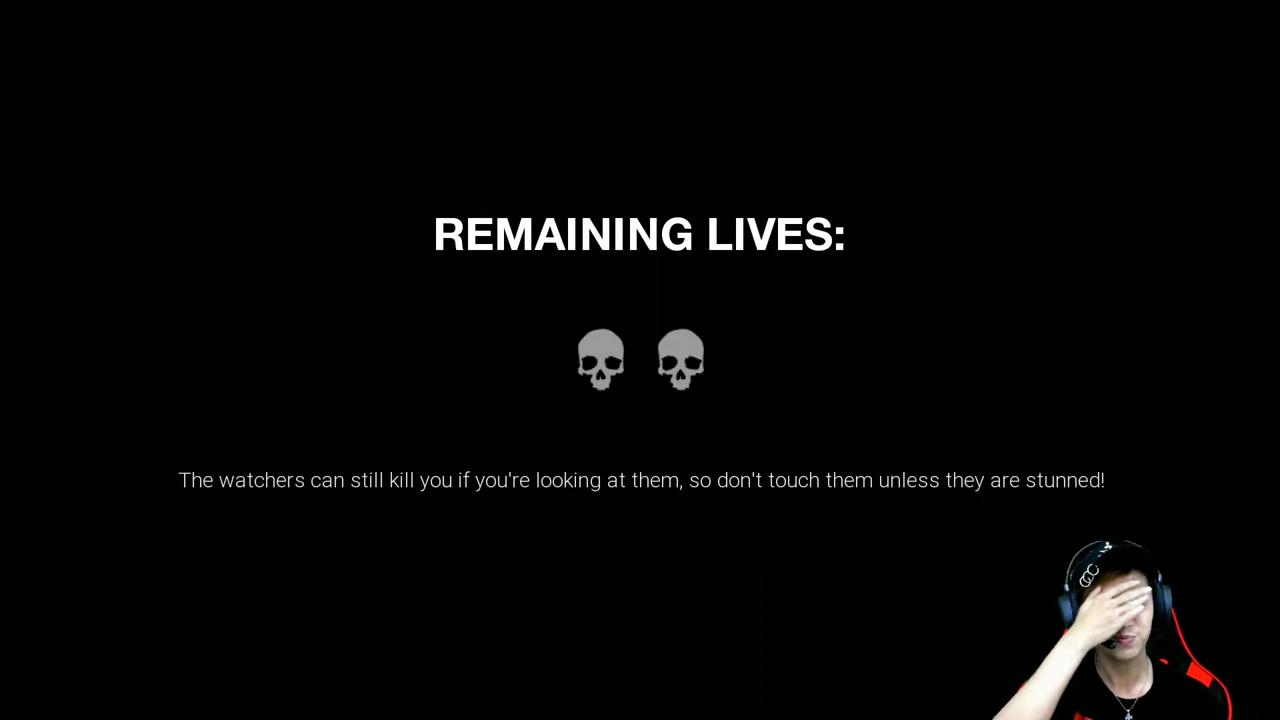 REMAINING LIVES:
The watchers can still kill you if you're looking at them, so don't touch them unless they are stunned!